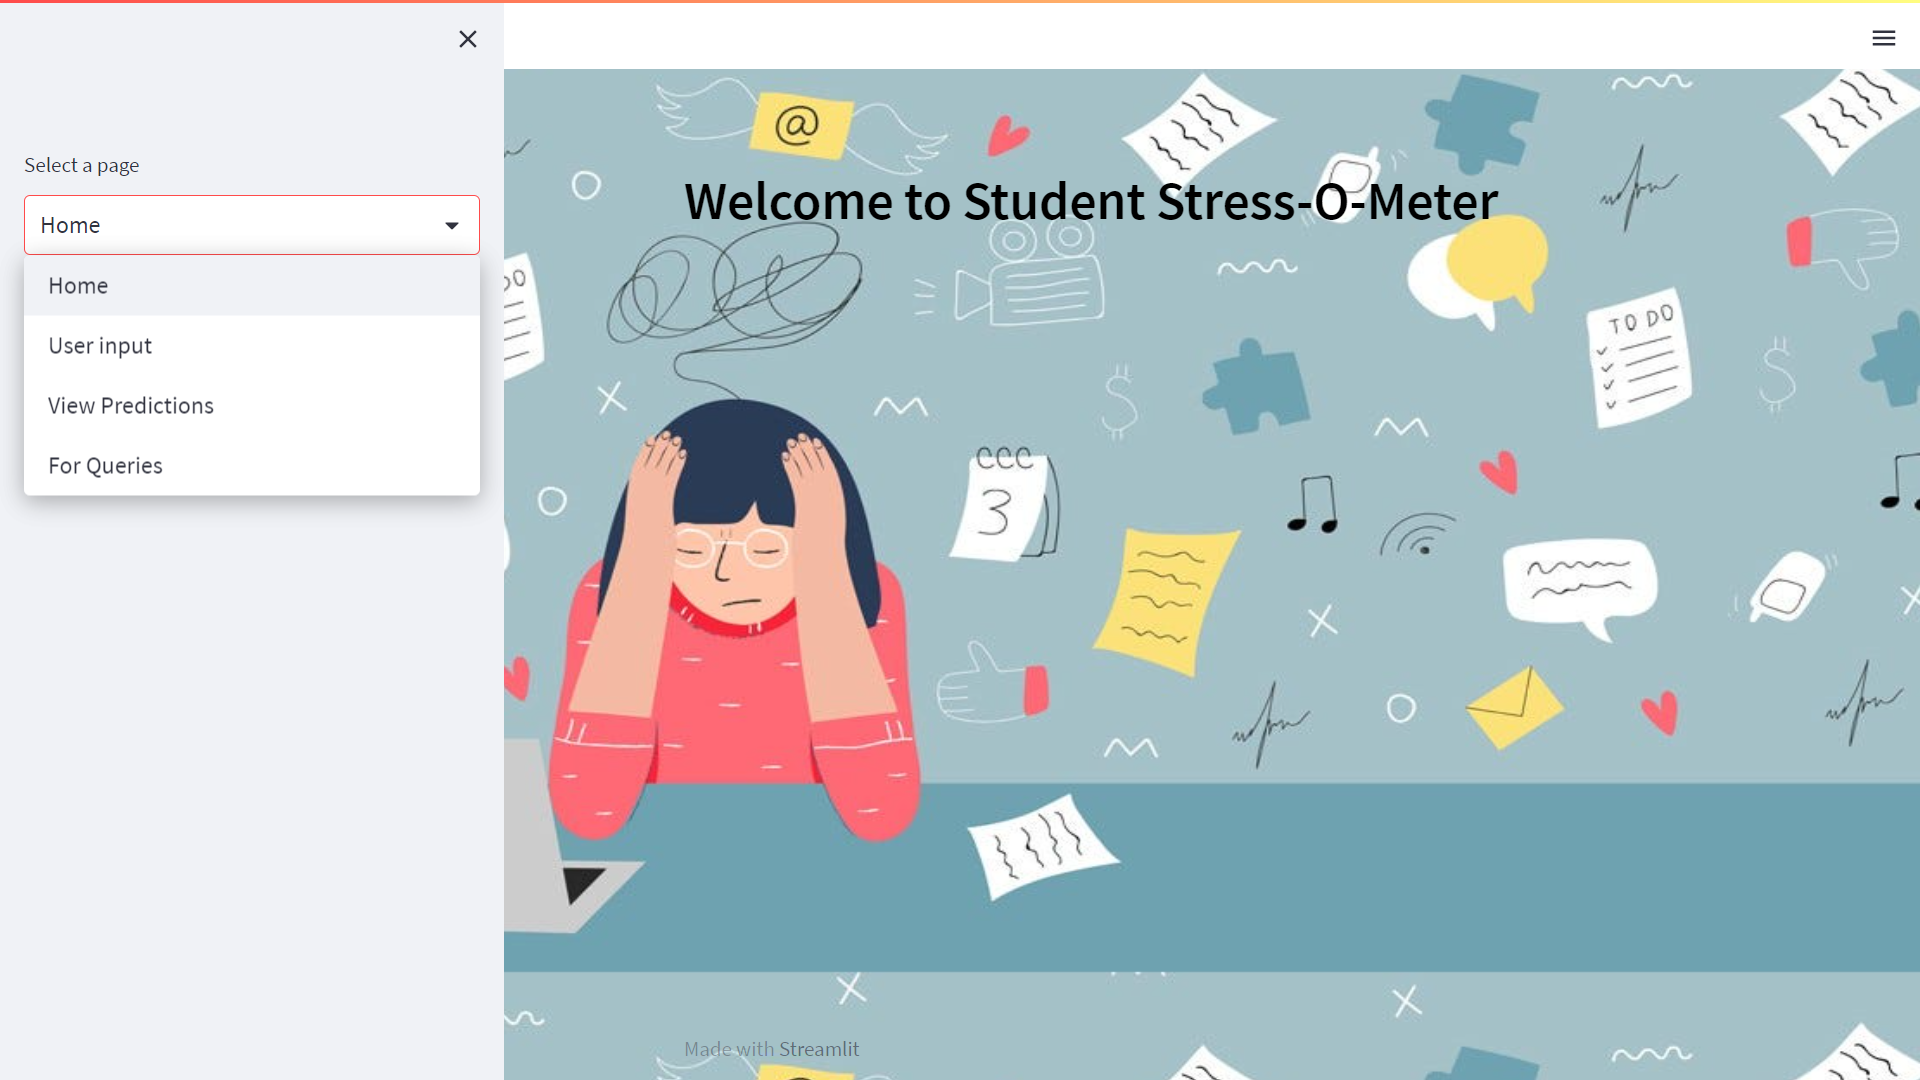 Select a page
Home
Home
User input
View Predictions
For Queries
Welcome to Student Stress-O-Meter
@
DO
TO DO
3
Made with Streamlit